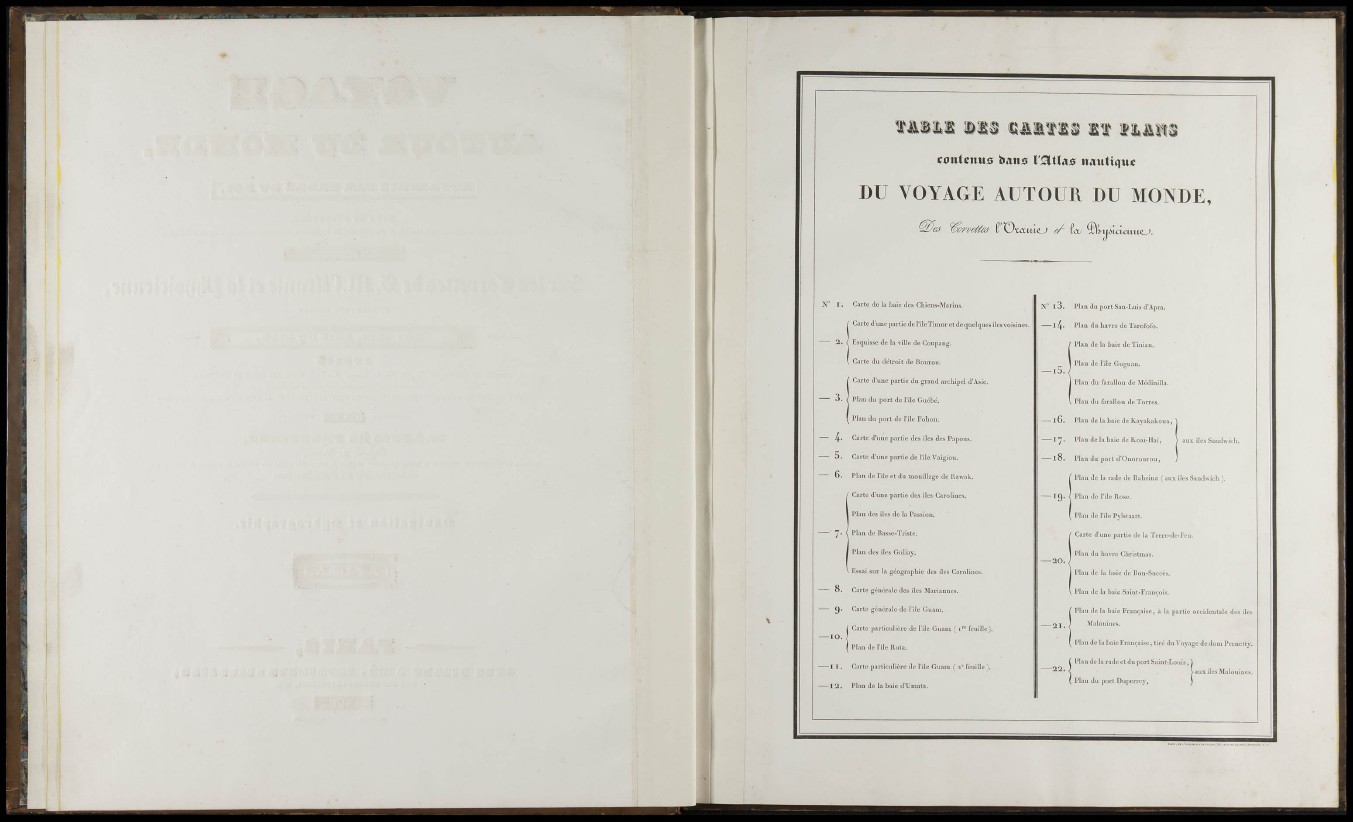 TABLE DES CARTES ET PLANS
contenus dans l'Atlas nautique
DU VOYAGE AUTOUR DU MONDE,
Des Corvettes l'Uranie et la Physicienne.
N° 1. Carte de la baie des Chiens-Marins.
— 2. Carte d'une partie de l'île Timor et de quelques îles voisines.
Esquisse de la ville de Coupang.
Carte du détroit de Bourou.
— 3. Carte d'une partie du grand archipel d'Asie.
Plan du port de l'île Guébé.
Plan du port de l'île Fohou.
— 4. Carte d'une partie des îles des Papous.
— 5. Carte d'une partie de l'île Vaigiou.
— 6. Plan de l'île et du mouillage de Rawak.
— 7. Carte d'une partie des îles Carolines.
Plan des îles de la Passion.
Plan de Basse-Triste.
Plan des îles Guliay.
Essai sur la géographie des îles Carolines.
— 8. Carte générale des îles Mariannes.
— 9. Carte générale de l'île Guam.
— 10. Carte particulière de l'île Guam ( 1re feuille ).
Plan de l'île Rota.
— 11. Carte particulière de l'île Guam ( 2e feuille ).
— 12. Plan de la baie d'Umata.
N° 13. Plan du port San-Luis d'Apra.
— 14. Plan du havre de Tarofofo.
— 15. Plan de la baie de Tinian.
Plan de l'île Guguan.
Plan du farallon de Médinilla.
Plan du farallon de Torres.
— 16. Plan de la baie de Kayakakoua,
— 17. Plan de la baie de Koai-Hai, aux îles Sandwich.
— 18. Plan du port d'Onorourou,
— 19. Plan de la rade de Raheina ( aux îles Sandwich ).
Plan de l'île Rose.
Plan de l'île Pylstaart.
— 20. Carte d'une partie de la Terre-de-Feu.
Plan du havre Christmas.
Plan de la baie de Bon-Succès.
Plan de la baie Saint-François.
— 21. Plan de la baie Française, à la partie occidentale des îles
Malouines.
Plan de la baie Française, tiré du Voyage de dom Pernetty.
— 22. Plan de la rade et du port Saint-Louis,
aux îles Malouines.
Plan du port Duperrey,